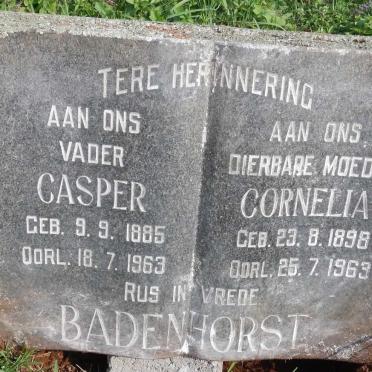 TERE HERINNERING
AAN ONS
VADER
CASPER
GEB. 9. 9. 1885
OORL. 18. 7. 1963
AAN ONS
DIERBARE MOED
CORNELIA
GEB. 23. 8. 1898
OORL. 25. 7. 1963
RUS IN VREDE
BADENHORST